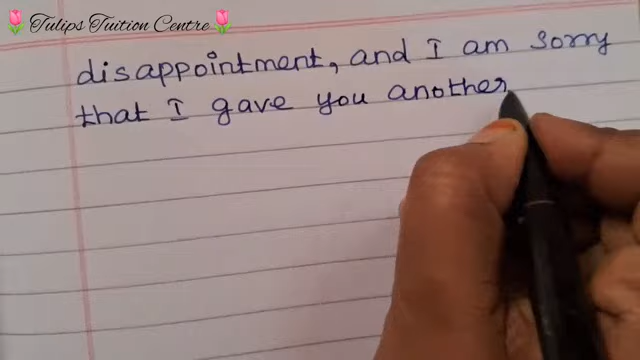 🌷Tulips Tuition Centre🌷
disappointment, and I am sorry
that I gave you another